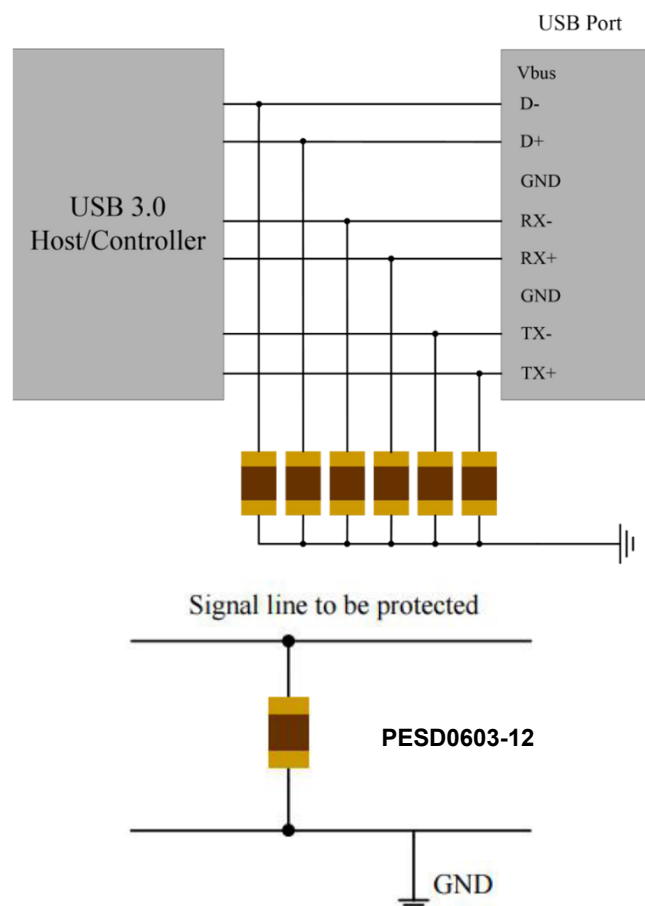 USB Port
USB 3.0
Host/Controller
Vbus
D-
D+
GND
RX-
RX+
GND
TX-
TX+
Signal line to be protected
PESD0603-12
GND